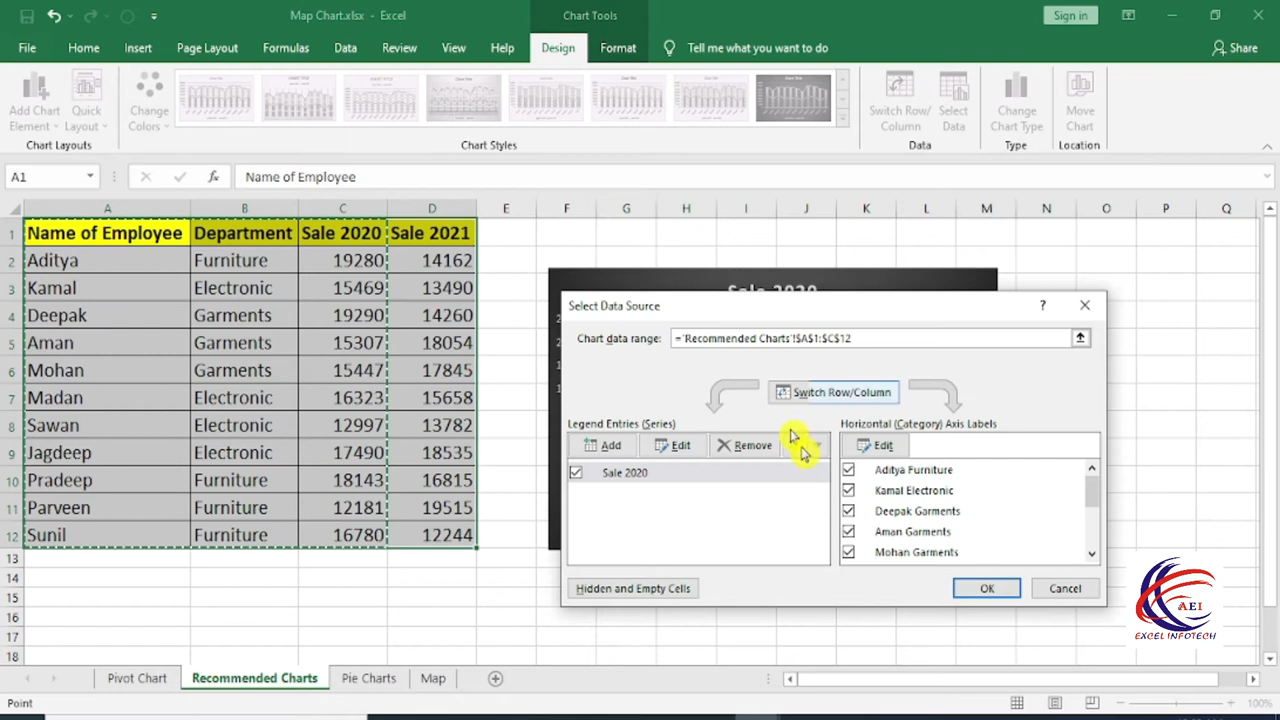 Map Chart.xlsx - Excel
Chart Tools
Sign in
File Home Insert Page Layout Formulas Data Review View Help Design Format Tell me what you want to do Share
Add Chart Element
Quick Layout
Change Colors
Switch Row/ Column
Select Data
Change Chart Type
Move Chart
Chart Layouts Chart Styles Data Type Location
A1 fx Name of Employee
A B C D E F G H I J K L M N O P Q
1 Name of Employee Department Sale 2020 Sale 2021
2 Aditya Furniture 19280 14162
3 Kamal Electronic 15469 13490
4 Deepak Garments 19290 14260
5 Aman Garments 15307 18054
6 Mohan Garments 15447 17845
7 Madan Electronic 16323 15658
8 Sawan Electronic 12997 13782
9 Jagdeep Electronic 17490 18535
10 Pradeep Furniture 18143 16815
11 Parveen Furniture 12181 19515
12 Sunil Furniture 16780 12244
13
14
15
16
17
18
Sale 2020
Select Data Source ?
Chart data range: ='Recommended Charts'!$A$1:$C$12
Switch Row/Column
Legend Entries (Series)
Add Edit Remove
Sale 2020
Horizontal (Category) Axis Labels
Edit
Aditya Furniture
Kamal Electronic
Deepak Garments
Aman Garments
Mohan Garments
Hidden and Empty Cells OK Cancel
AEI
EXCEL INFOTECH
Pivot Chart Recommended Charts Pie Charts Map
Point 100%